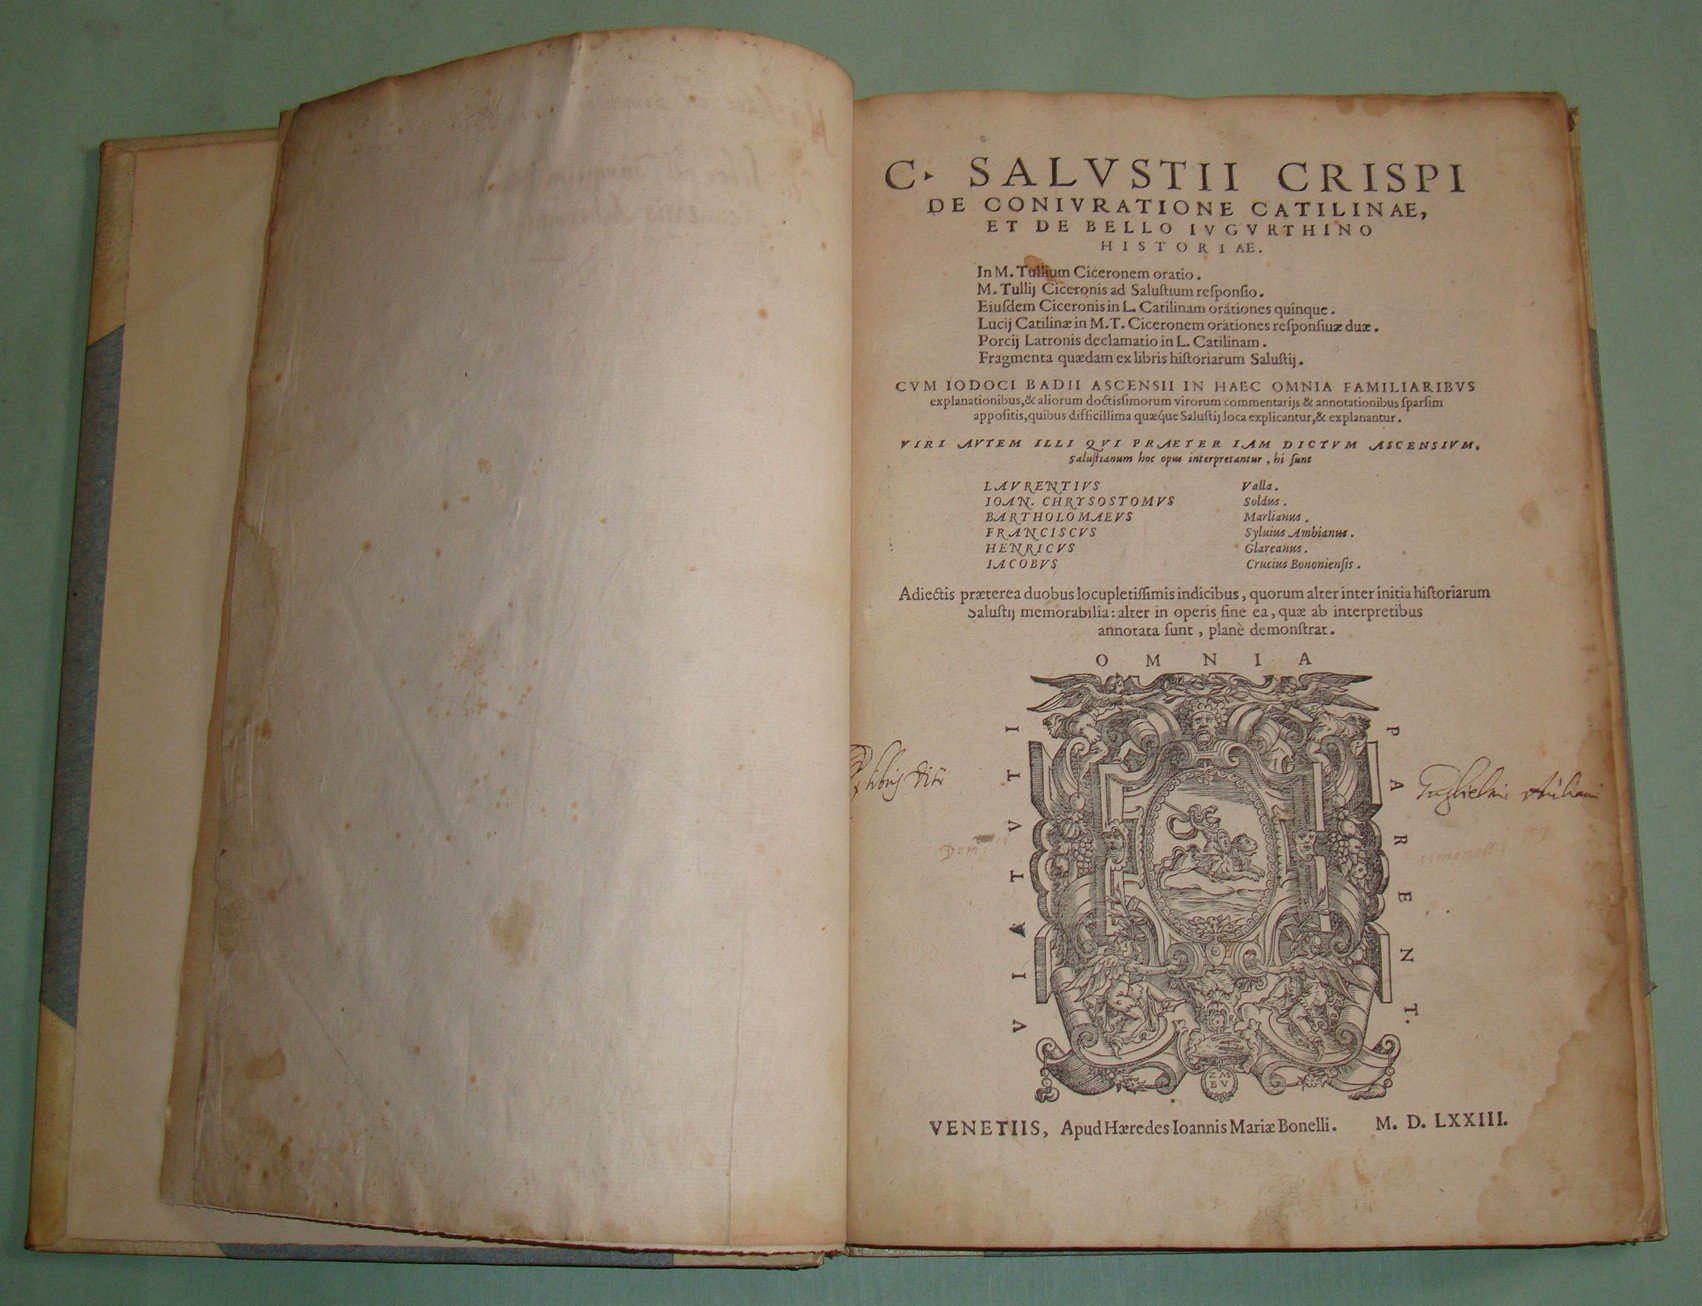 C. SALVSTII CRISPI
DE CONIVRATIONE CATILINAE,
ET DE BELLO IVGVRTHINO
HISTORIAE.
In M. Tullium Ciceronem oratio.
M. Tullij Ciceronis ad Salustium responsio.
Eiusdem Ciceronis in L. Catilinam orationes quinque.
Lucij Catilinæ in M. T. Ciceronem orationes responsiuæ duæ.
Porcij Latronis declamatio in L. Catilinam.
Fragmenta quædam ex libris historiarum Salustij.
CVM IODOCI BADII ASCENSII IN HAEC OMNIA FAMILIARIBVS
explanationibus, & aliorum doctissimorum virorum commentarijs & annotationibus sparsim
appositis, quibus difficillima quæque Salustij loca explicantur, & explanantur.
VIRI AVTEM ILLI QVI PRAETER IAM DICTVM ASCENSIVM,
Salustianum hoc opus interpretantur, hi sunt
LAVRENTIVS Valla.
IOAN. CHRYSOSTOMVS Soldus.
BARTHOLOMAEVS Marlianus.
FRANCISCVS Syluius Ambianus.
HENRICVS Glareanus.
IACOBVS Crucius Bononiensis.
Adiectis præterea duobus locupletissimis indicibus, quorum alter inter initia historiarum
Salustij memorabilia: alter in operis fine ea, quæ ab interpretibus
annotata sunt, planè demonstrat.
VIATVTI
OMNIA
PARENT.
Z M
B V
VENETIIS, Apud Hæredes Ioannis Mariæ Bonelli. M. D. LXXIII.